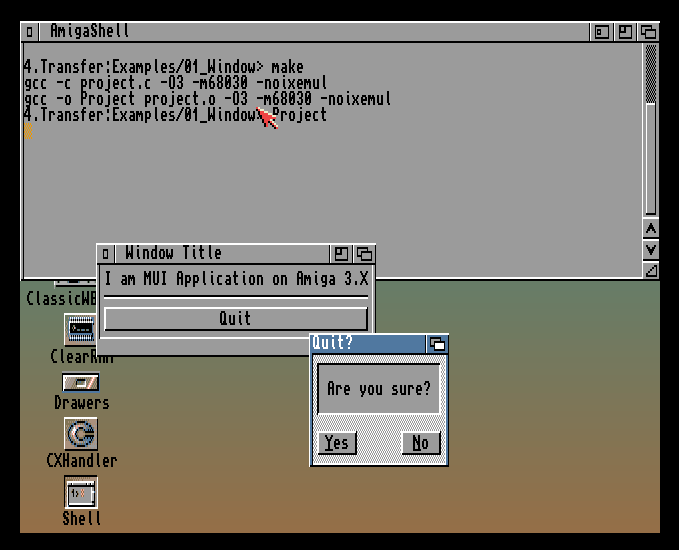 AmigaShell
4.Transfer:Examples/01_Window> make
gcc -c project.c -O3 -m68030 -noixemul
gcc -o Project project.o -O3 -m68030 -noixemul
4.Transfer:Examples/01_Window> Project
Window Title
I am MUI Application on Amiga 3.X
Quit
Quit?
Are you sure?
Yes No
Drawers
CXHandler
Shell